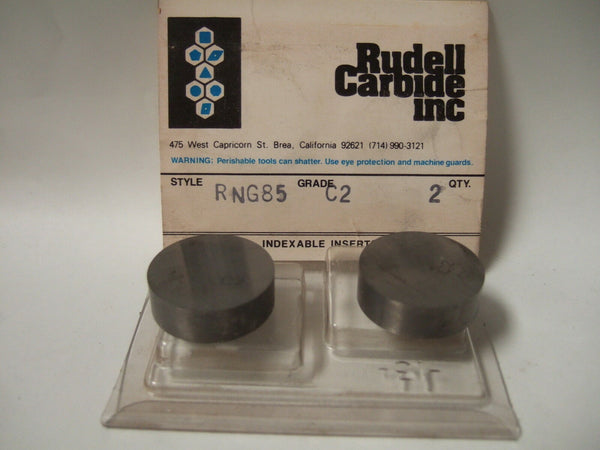 Rudell
Carbide
inc
475 West Capricorn St. Brea, California 92621 (714) 990-3121
WARNING: Perishable tools can shatter. Use eye protection and machine guards.
STYLE RNG85 GRADE C2 2 QTY.
INDEXABLE INSERTS